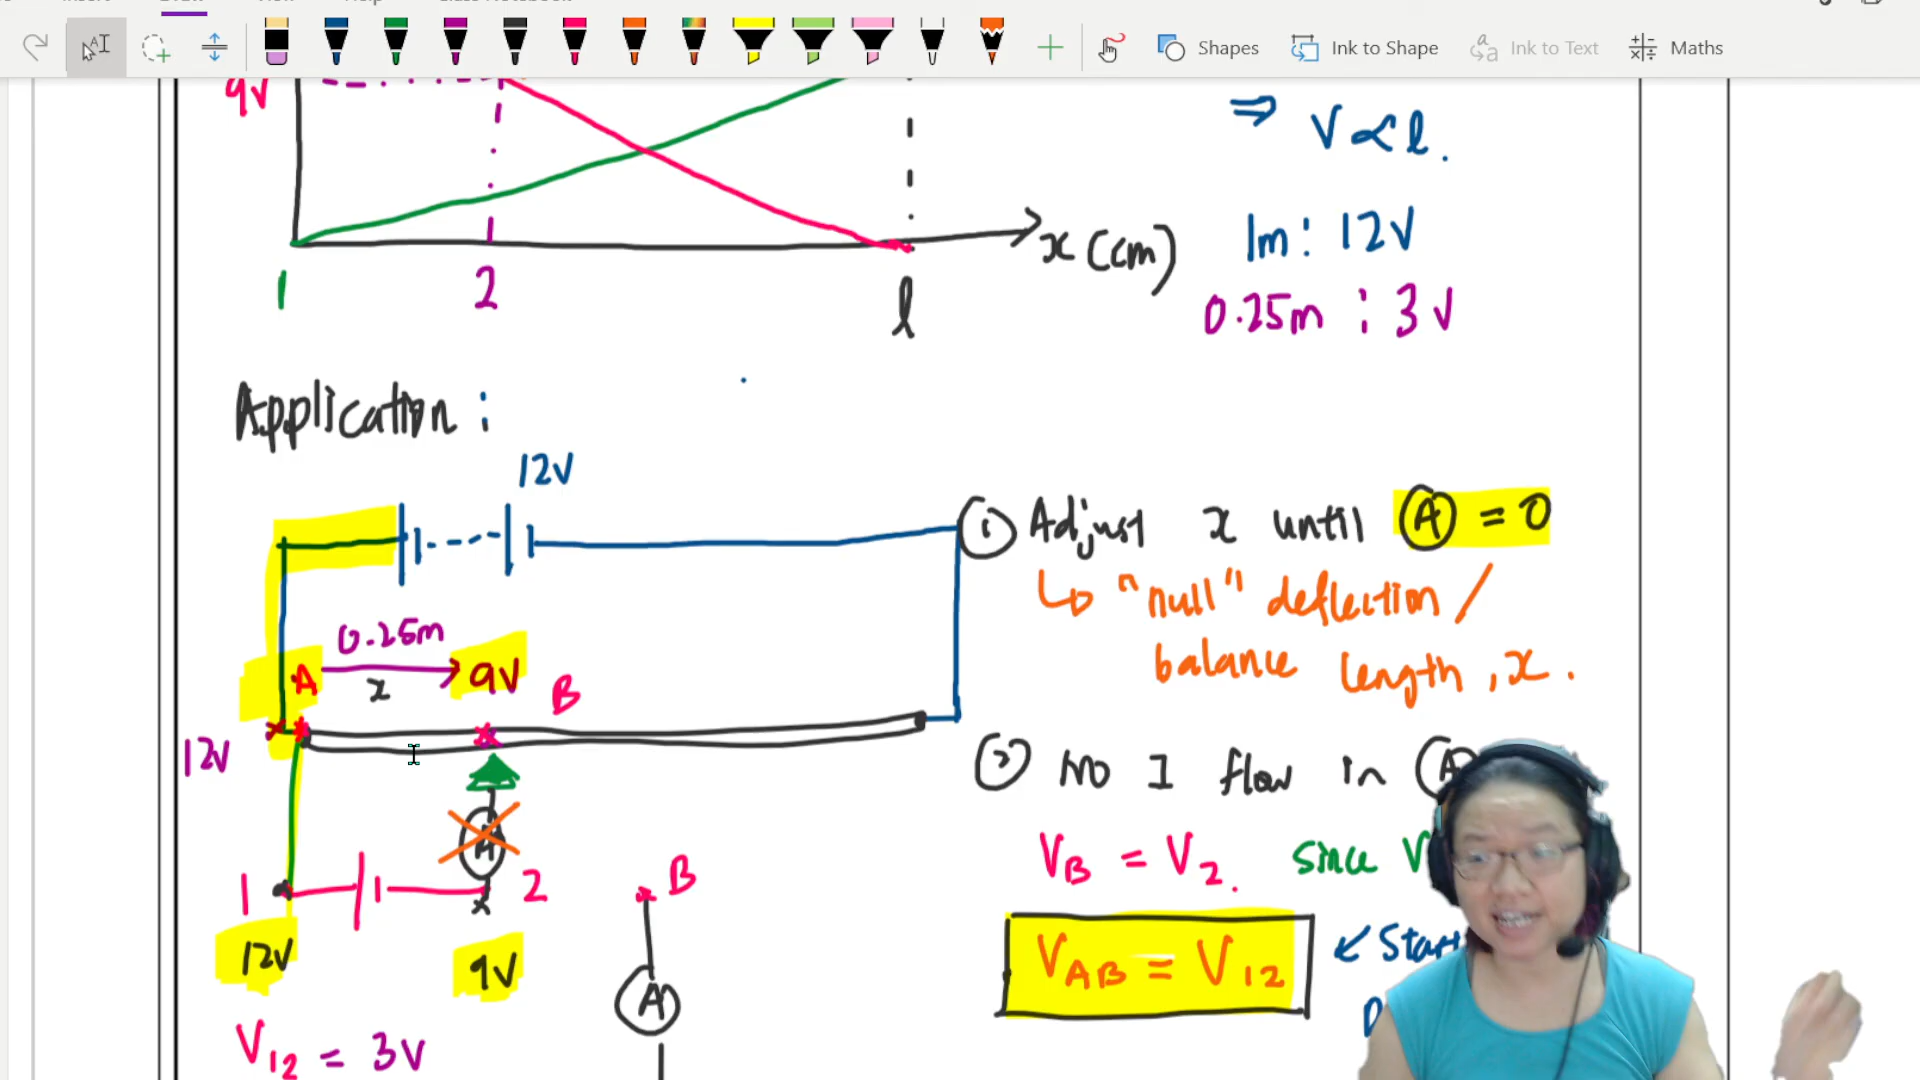 Shapes
Ink to Shape
Ink to Text
Maths
9V
⇒ V ∝ l.
1m : 12V
x (cm)
0.25m : 3V
1
2
l
Application :
12V
① Adjust x until Ⓐ = 0
↳ "null" deflection /
balance length, x.
0.25m
A
x
9V
B
12V
② No I flow in Ⓐ
A
V_B = V_2. since V
1
2
B
12V
9V
V_AB = V_12
A
V_12 = 3V